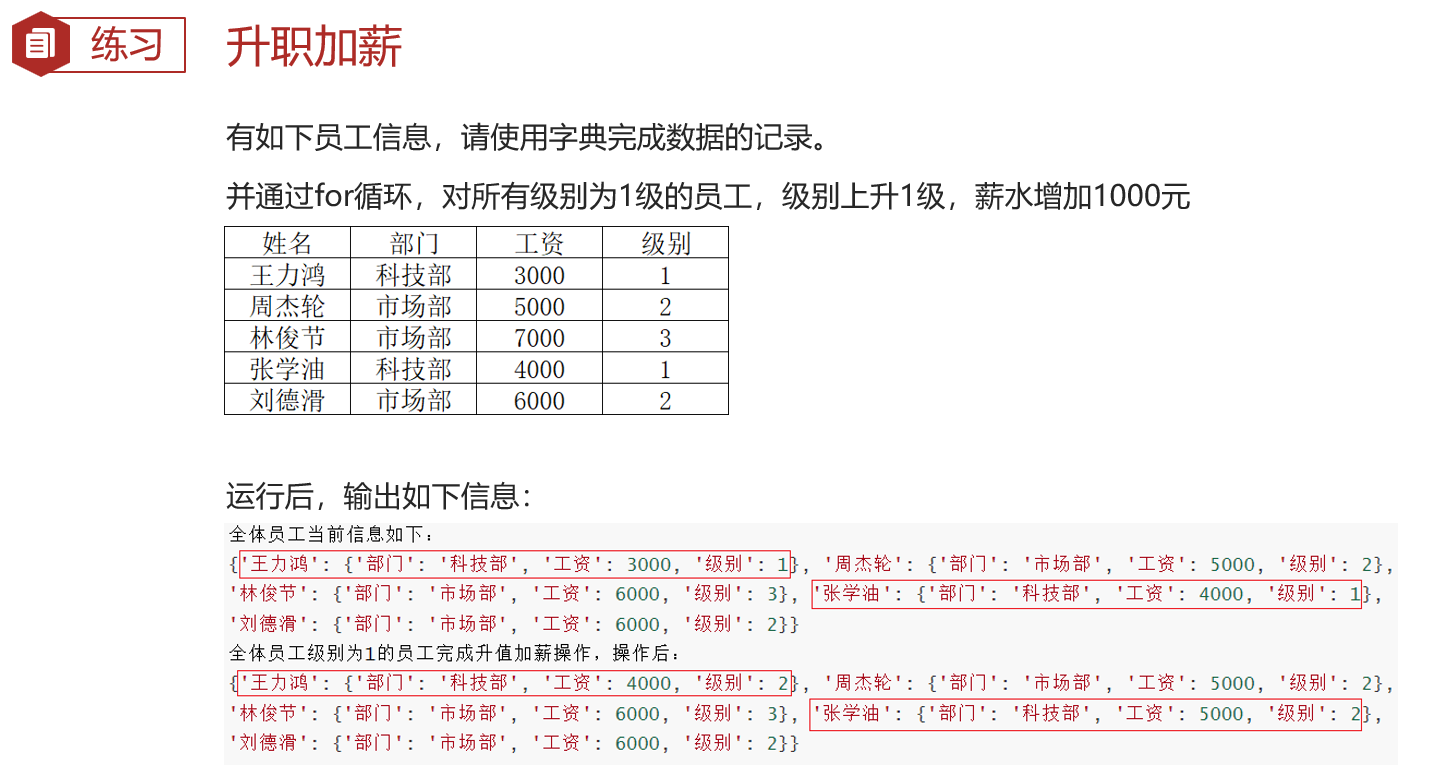 练习
升职加薪
有如下员工信息，请使用字典完成数据的记录。
并通过for循环，对所有级别为1级的员工，级别上升1级，薪水增加1000元
姓名 部门 工资 级别
王力鸿 科技部 3000 1
周杰轮 市场部 5000 2
林俊节 市场部 7000 3
张学油 科技部 4000 1
刘德滑 市场部 6000 2
运行后，输出如下信息：
全体员工当前信息如下：
{'王力鸿': {'部门': '科技部', '工资': 3000, '级别': 1}, '周杰轮': {'部门': '市场部', '工资': 5000, '级别': 2},
'林俊节': {'部门': '市场部', '工资': 6000, '级别': 3}, '张学油': {'部门': '科技部', '工资': 4000, '级别': 1},
'刘德滑': {'部门': '市场部', '工资': 6000, '级别': 2}}
全体员工级别为1的员工完成升值加薪操作，操作后：
{'王力鸿': {'部门': '科技部', '工资': 4000, '级别': 2}, '周杰轮': {'部门': '市场部', '工资': 5000, '级别': 2},
'林俊节': {'部门': '市场部', '工资': 6000, '级别': 3}, '张学油': {'部门': '科技部', '工资': 5000, '级别': 2},
'刘德滑': {'部门': '市场部', '工资': 6000, '级别': 2}}